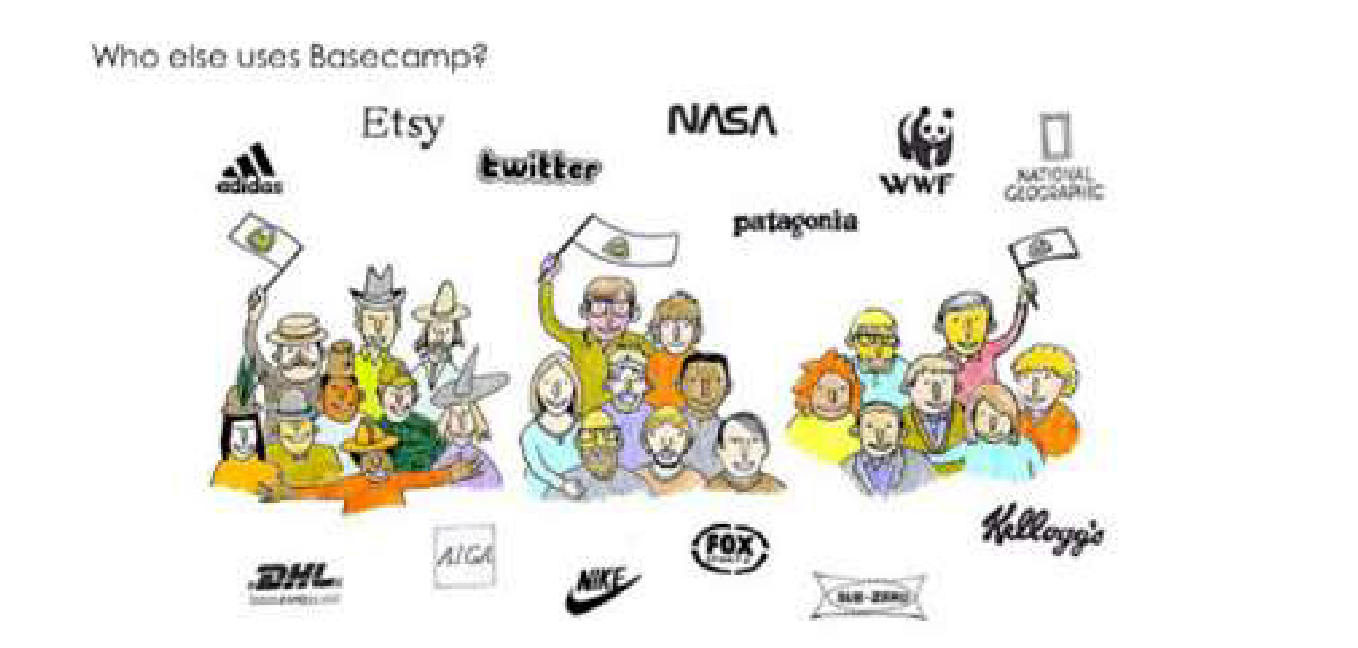 Who else uses Basecamp?
Etsy
NASA
adidas
twitter
WWF
NATIONAL
GEOGRAPHIC
patagonia
Kellogg's
DHL
AIGA
NIKE
FOX
SPORTS
SUB-ZERO